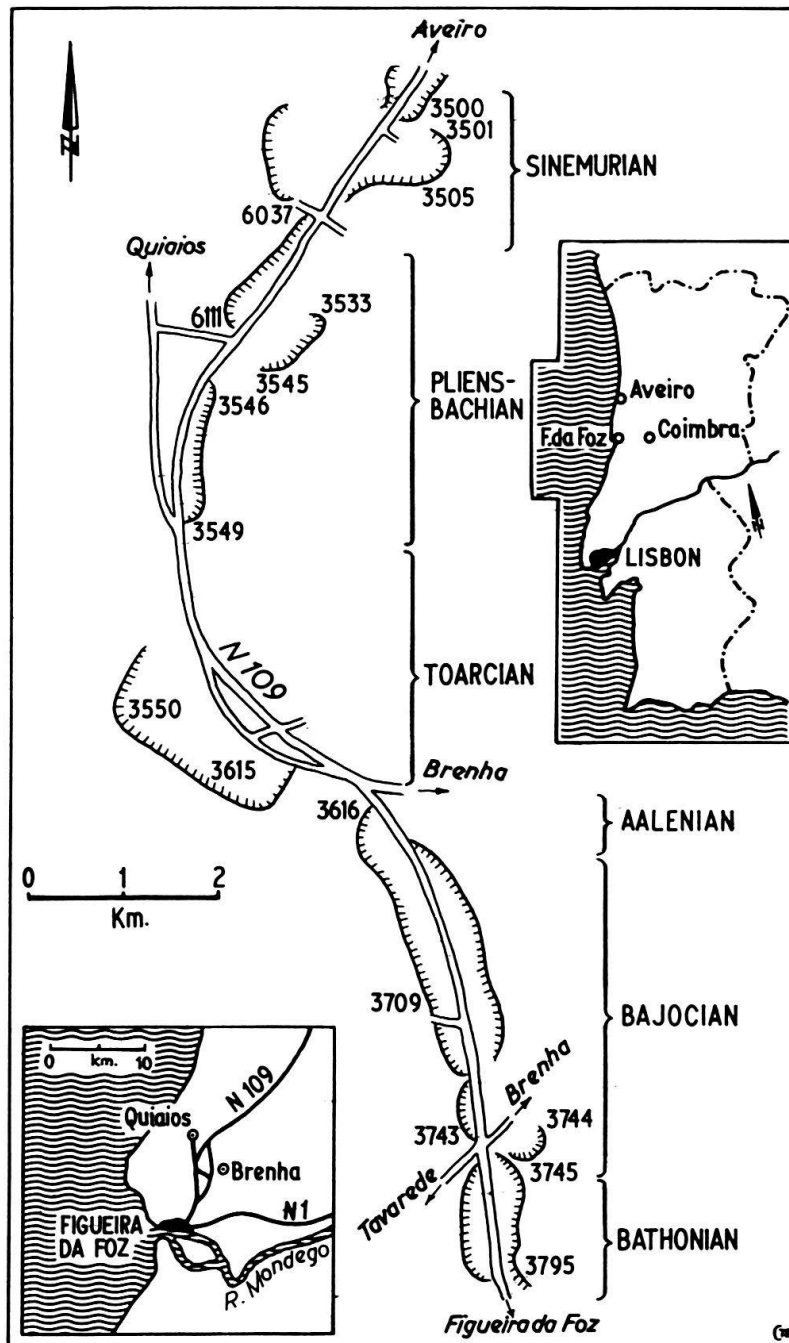 Aveiro
3500
3501
3505
SINEMURIAN
N
6037
Quiaios
6111
3533
3545
3546
PLIENS-
BACHIAN
3549
Aveiro
F.da Foz
Coimbra
N
LISBON
N 109
TOARCIAN
3550
3615
Brenha
3616
AALENIAN
0 1 2
Km.
3709
BAJOCIAN
Brenha
3743
3744
3745
Tavarede
BATHONIAN
3795
Figueira da Foz
0 km. 10
N 109
Quiaios
Brenha
FIGUEIRA
DA FOZ
N1
R. Mondego